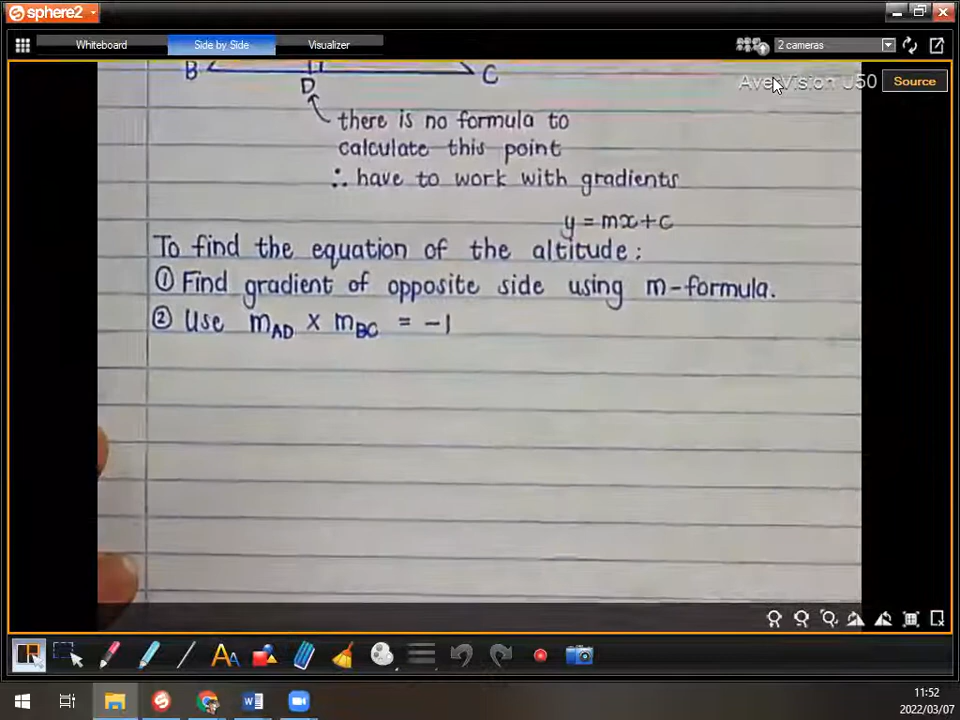 sphere2
Whiteboard
Side by Side
Visualizer
2 cameras
AverVision U50
Source
B
C
D
there is no formula to
calculate this point
∴ have to work with gradients
y = mx + c
To find the equation of the altitude :
① Find gradient of opposite side using m-formula.
② Use mAD × mBC = -1
11:52
2022/03/07